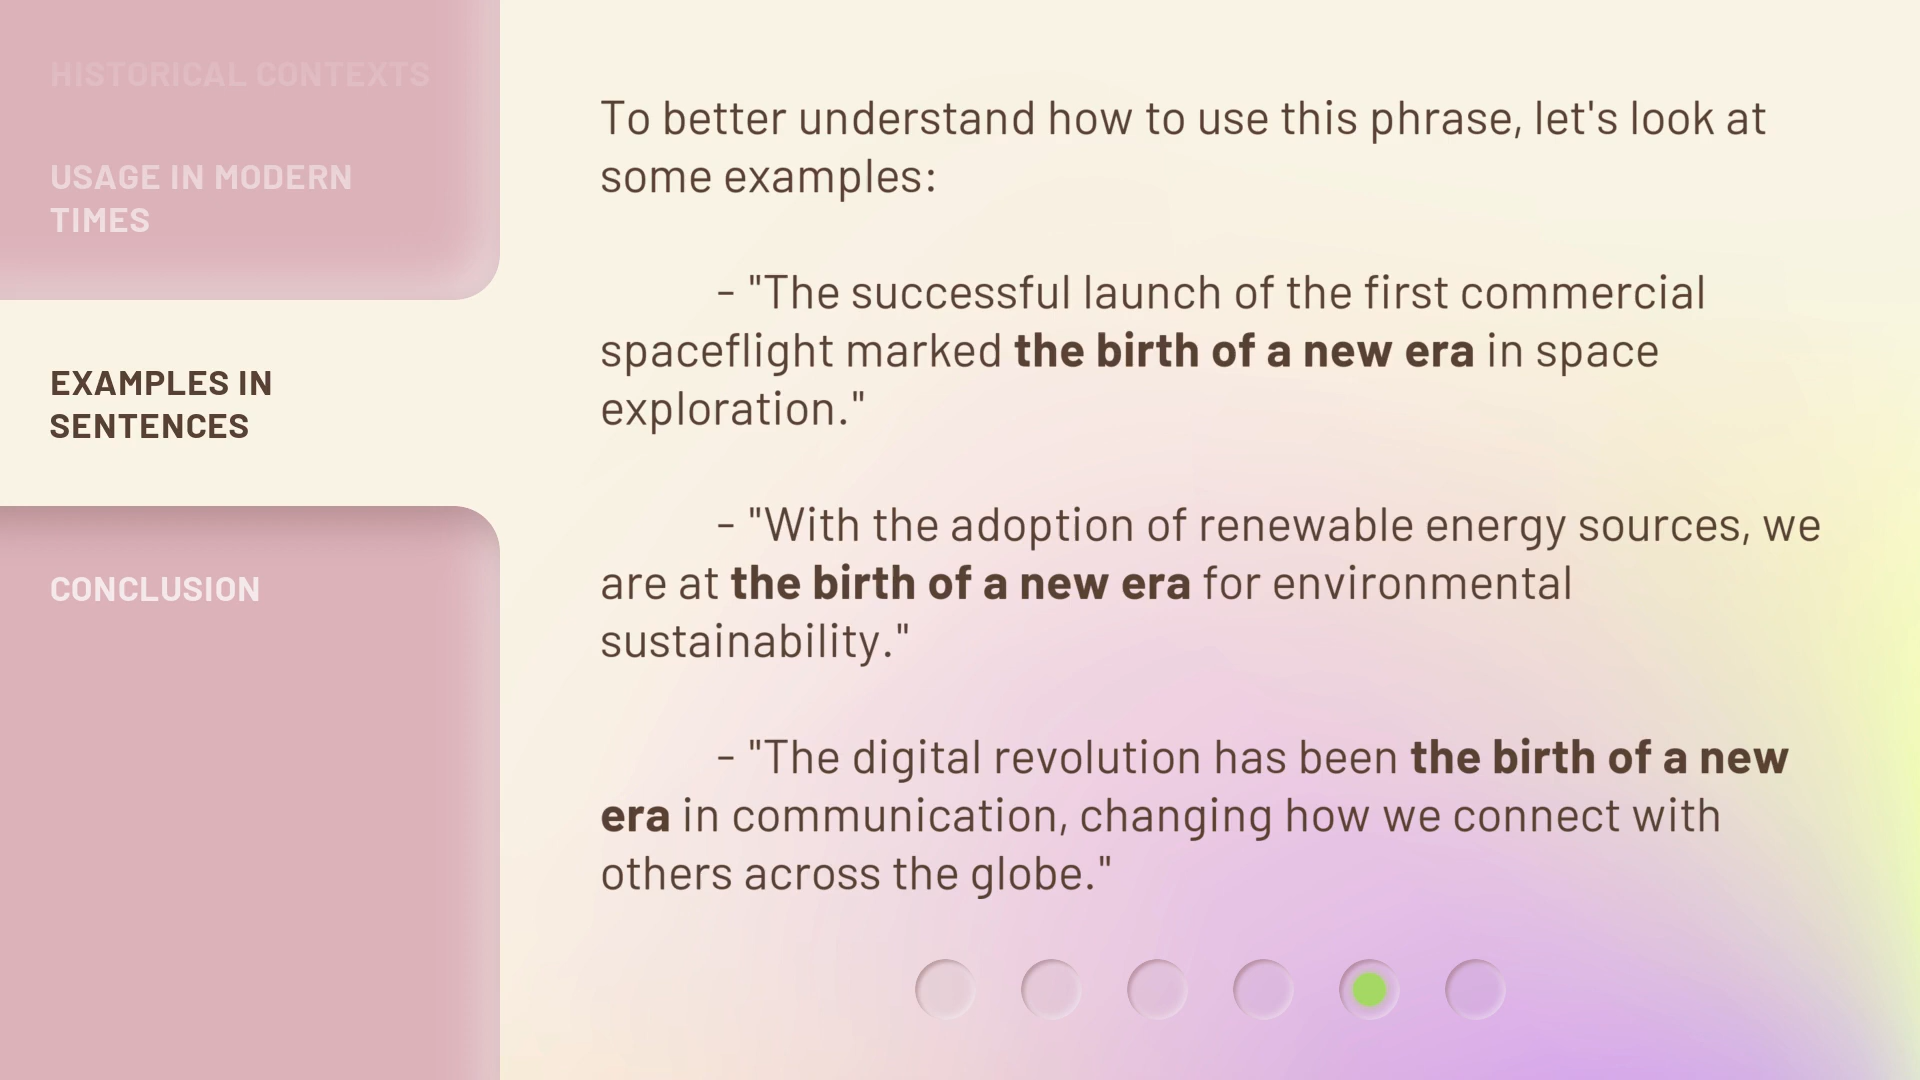 HISTORICAL CONTEXTS
USAGE IN MODERN
TIMES
EXAMPLES IN
SENTENCES
CONCLUSION
To better understand how to use this phrase, let's look at
some examples:
- "The successful launch of the first commercial
spaceflight marked the birth of a new era in space
exploration."
- "With the adoption of renewable energy sources, we
are at the birth of a new era for environmental
sustainability."
- "The digital revolution has been the birth of a new
era in communication, changing how we connect with
others across the globe."